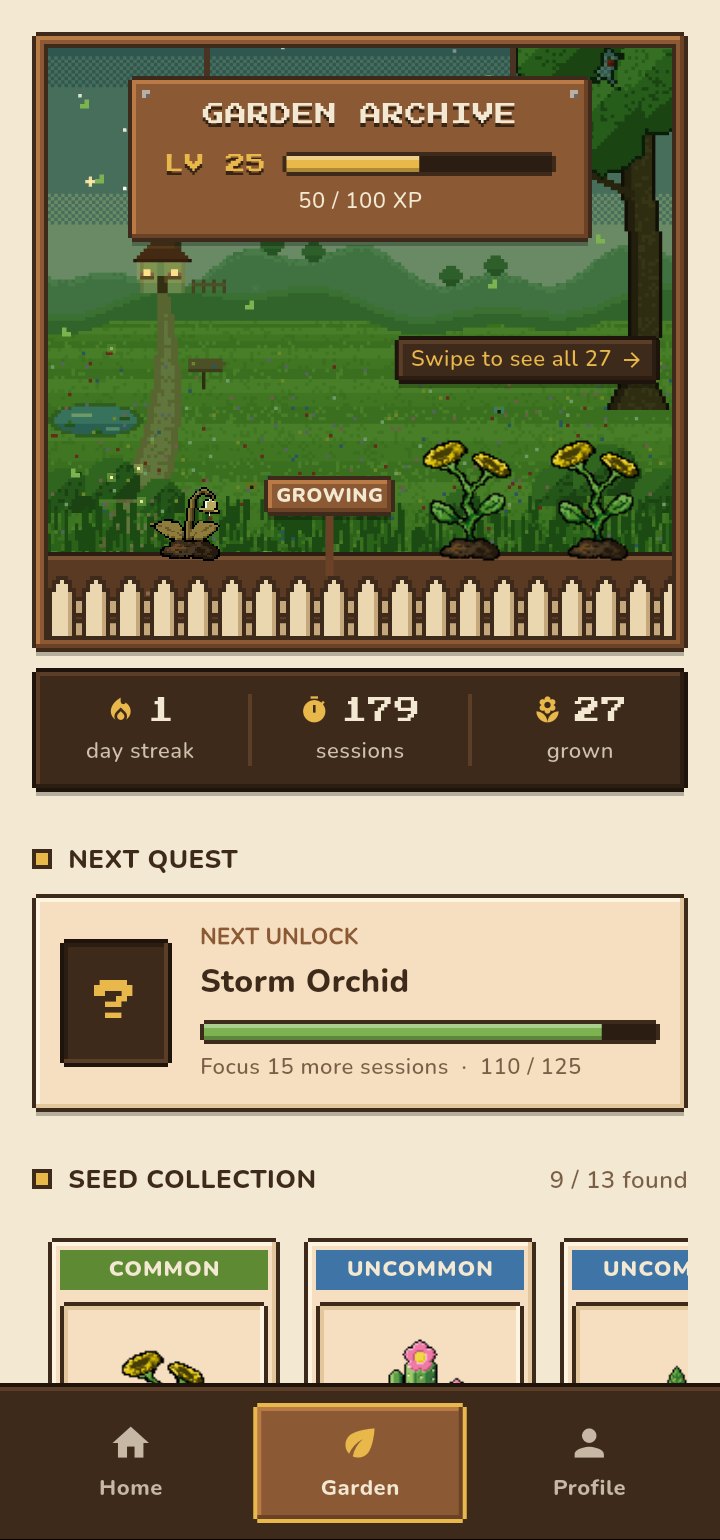 GARDEN ARCHIVE
LV 25
50 / 100 XP
Swipe to see all 27 →
GROWING
1
day streak
179
sessions
27
grown
NEXT QUEST
?
NEXT UNLOCK
Storm Orchid
Focus 15 more sessions · 110 / 125
SEED COLLECTION
9 / 13 found
COMMON
UNCOMMON
UNCOM
Home
Garden
Profile